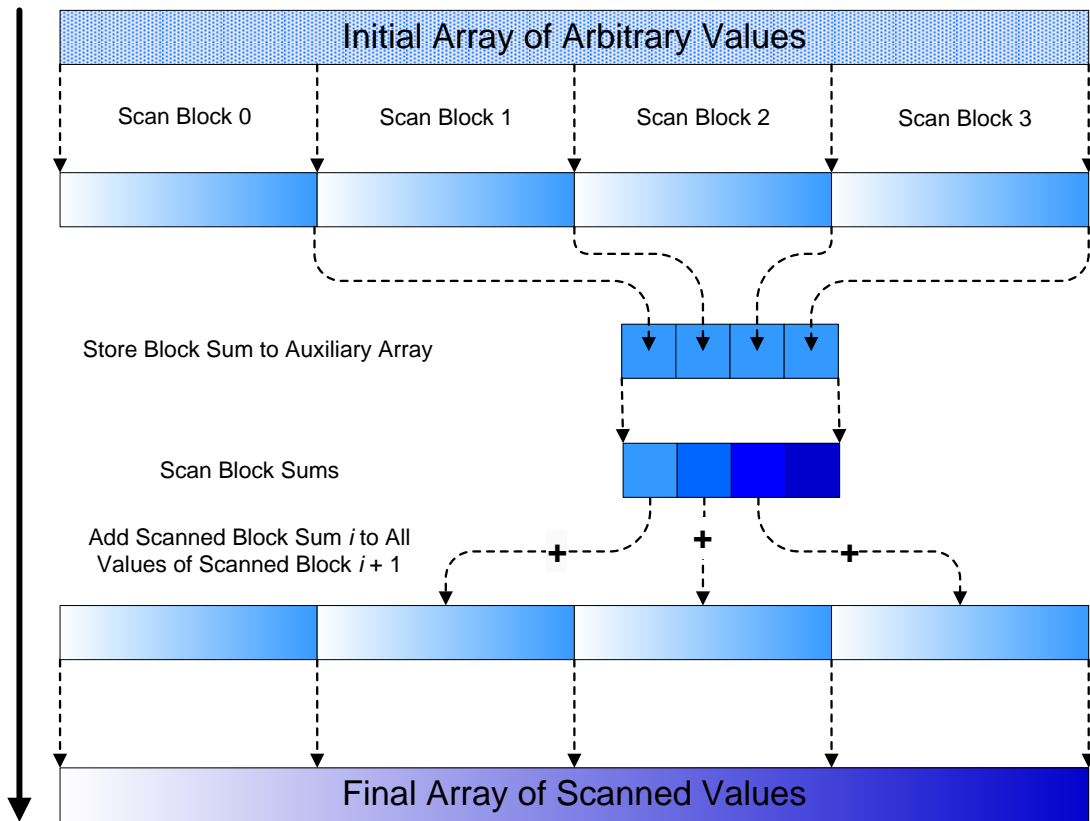 Initial Array of Arbitrary Values
Scan Block 0
Scan Block 1
Scan Block 2
Scan Block 3
Store Block Sum to Auxiliary Array
Scan Block Sums
Add Scanned Block Sum i to All
Values of Scanned Block i + 1
+
+
+
Final Array of Scanned Values